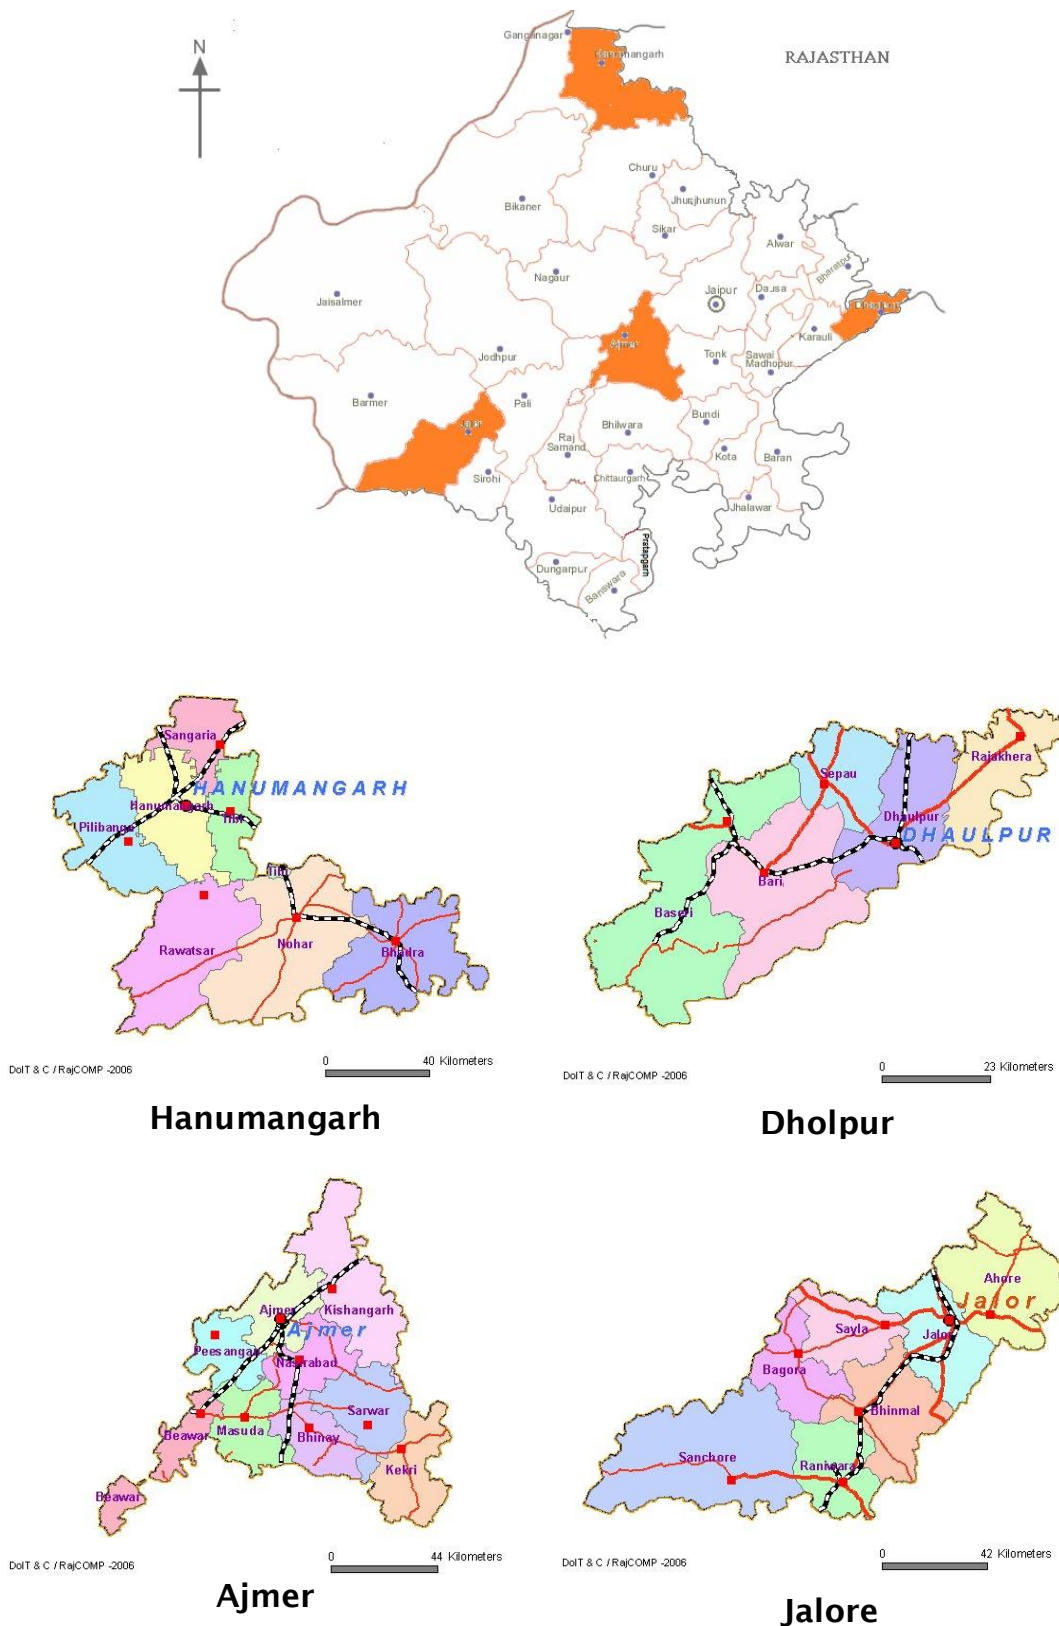 N
RAJASTHAN
Ganganagar
Hanumangarh
Churu
Jhunjhunun
Bikaner
Sikar
Alwar
Bharatpur
Nagaur
Jaipur
Dausa
Jaisalmer
Karauli
Ajmer
Jodhpur
Tonk
Sawai
Madhopur
Barmer
Pali
Bundi
Jalor
Bhilwara
Raj
Samand
Kota
Baran
Sirohi
Chittaurgarh
Udaipur
Jhalawar
Pratapgarh
Dungarpur
Banswara
Sangaria
HANUMANGARH
Hanumangarh
Tibi
Pilibanga
Tibi
Rawatsar
Nohar
Bhadra
0 40 Kilometers
DoIT & C / RajCOMP -2006
Hanumangarh
Rajakhera
Sepau
Dhaulpur
DHAULPUR
Bari
Baseri
0 23 Kilometers
DoIT & C / RajCOMP -2006
Dholpur
Ajmer
Kishangarh
Ajmer
Peesangan
Nasirabad
Sarwar
Masuda
Beawar
Bhinay
Kekri
Beawar
0 44 Kilometers
DoIT & C / RajCOMP -2006
Ajmer
Ahore
Jalor
Sayla
Jalor
Bagora
Bhinmal
Sanchore
Raniwara
0 42 Kilometers
DoIT & C / RajCOMP -2006
Jalore